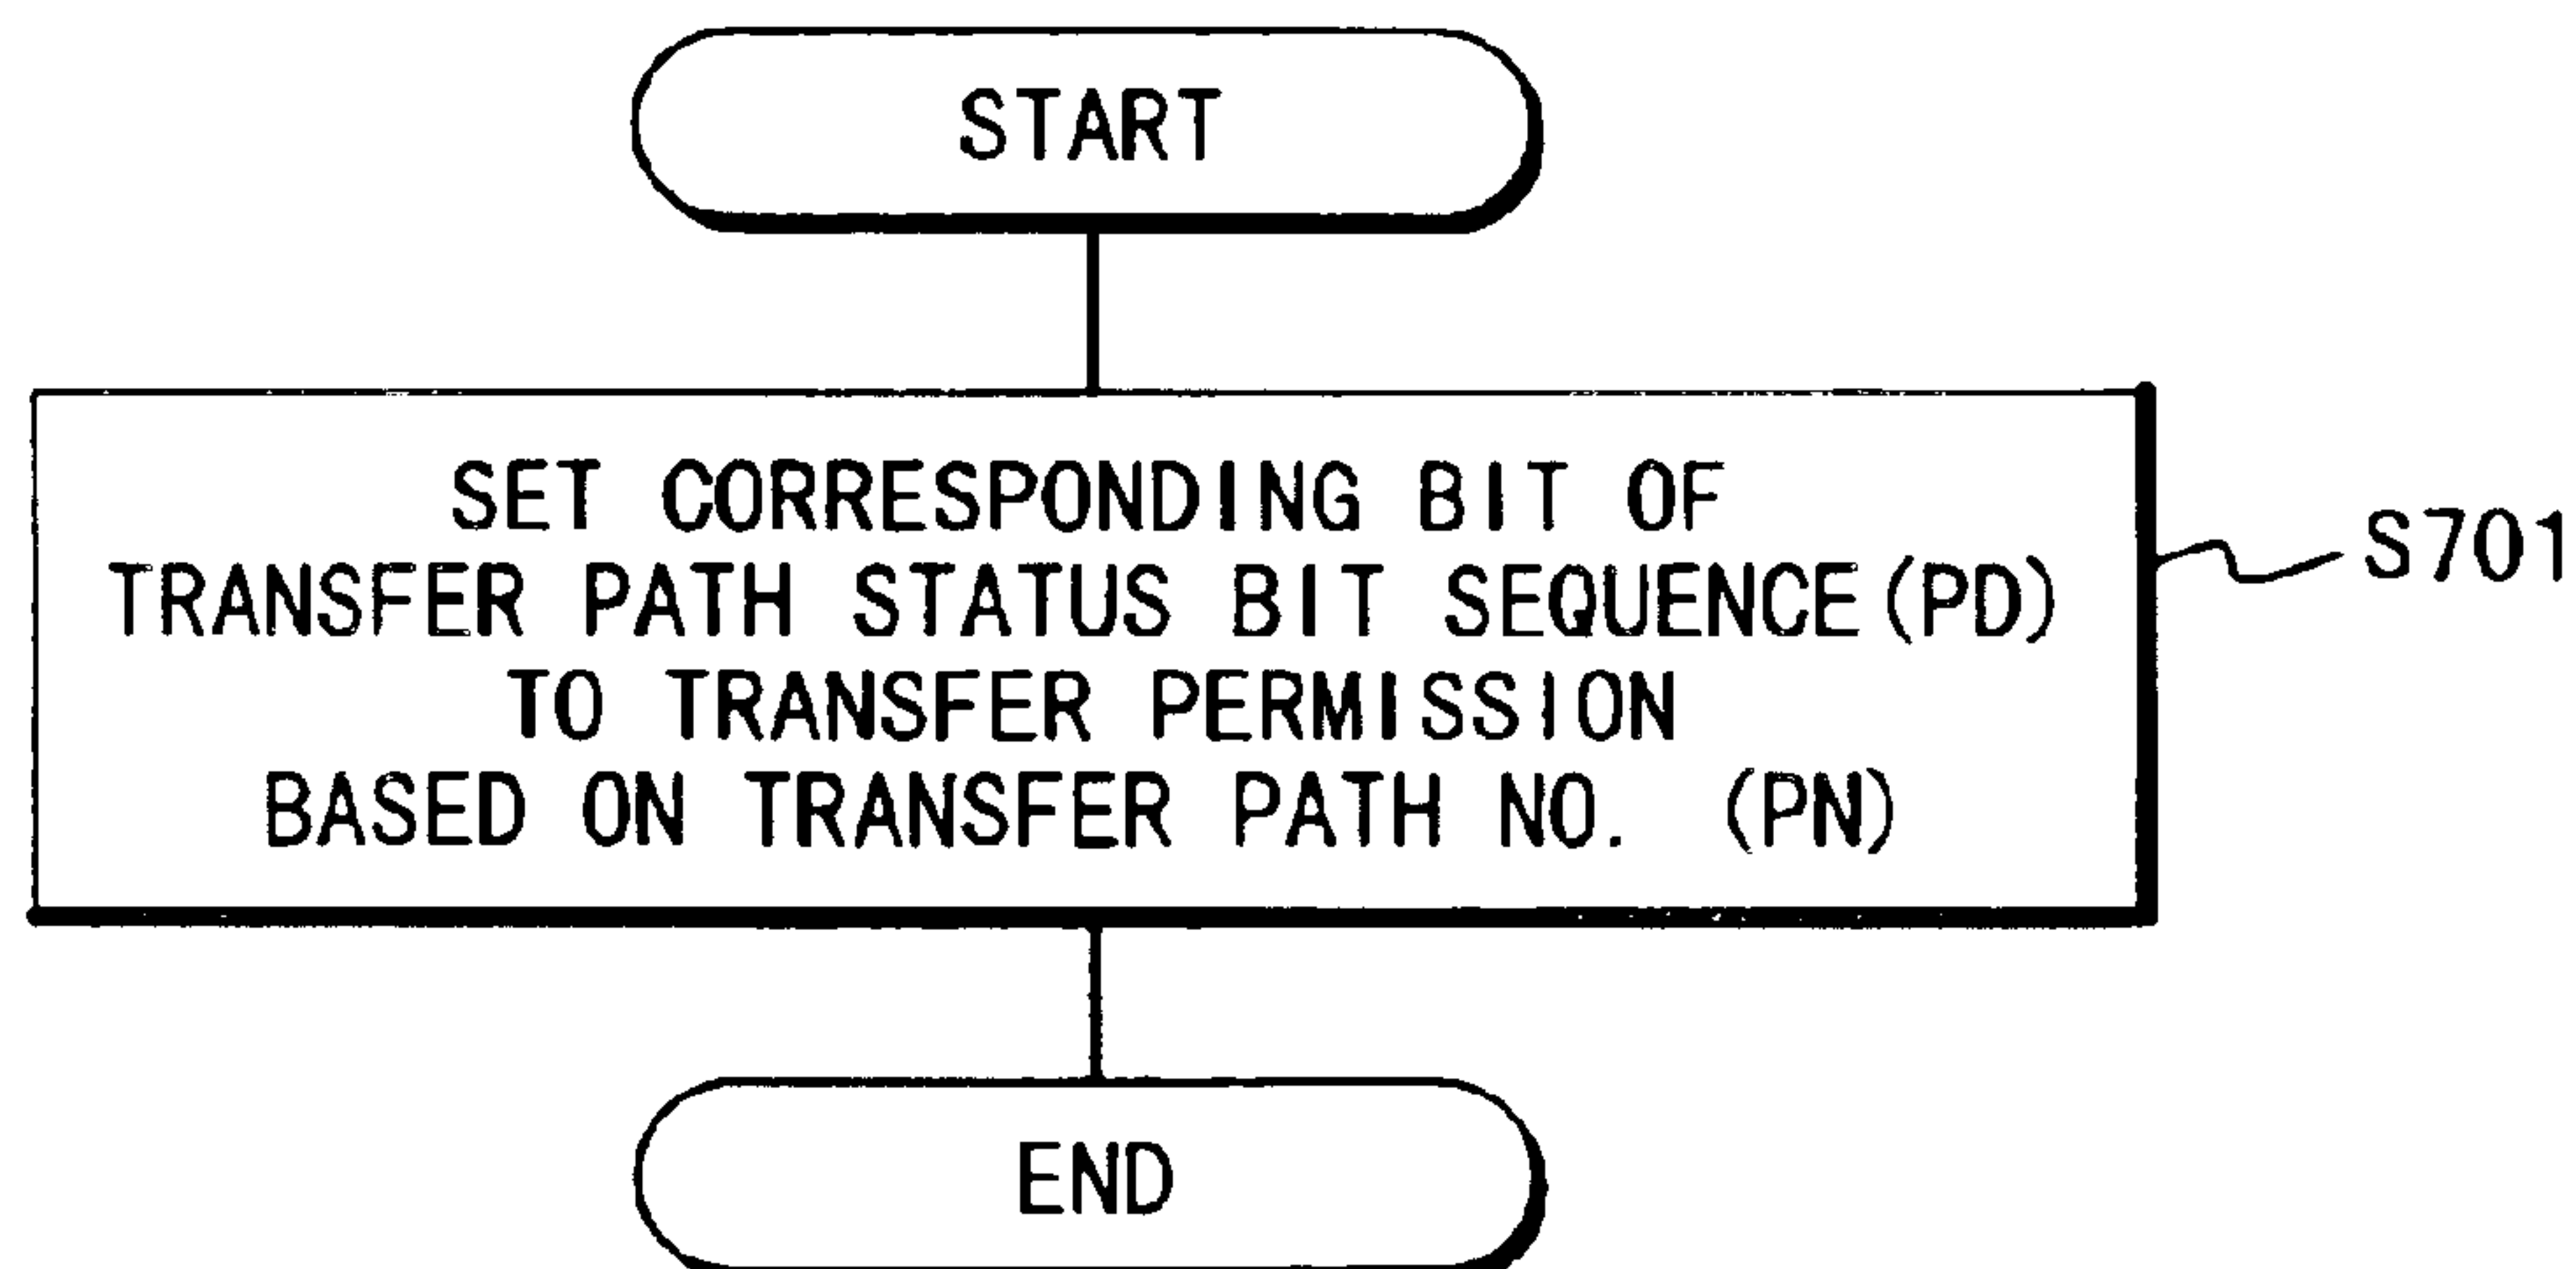 START
SET CORRESPONDING BIT OF
TRANSFER PATH STATUS BIT SEQUENCE(PD)
TO TRANSFER PERMISSION
BASED ON TRANSFER PATH NO. (PN)
S701
END